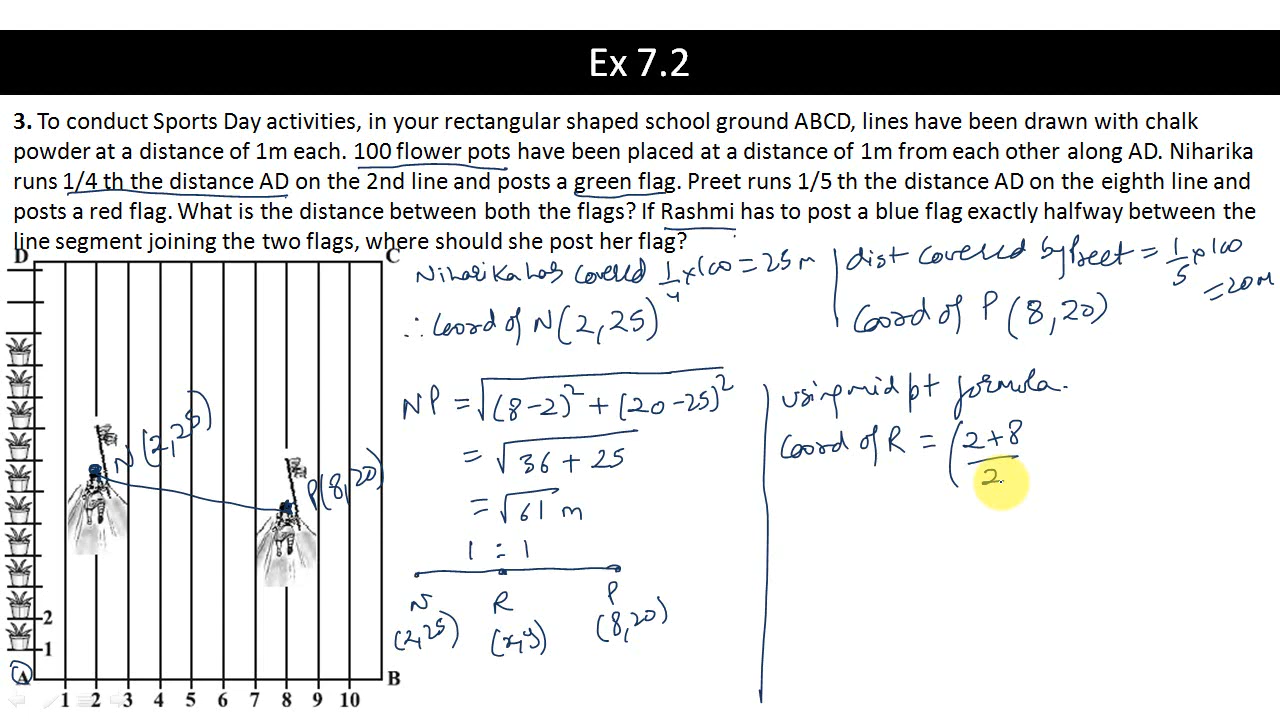 Ex 7.2
3. To conduct Sports Day activities, in your rectangular shaped school ground ABCD, lines have been drawn with chalk
powder at a distance of 1m each. 100 flower pots have been placed at a distance of 1m from each other along AD. Niharika
runs 1/4 th the distance AD on the 2nd line and posts a green flag. Preet runs 1/5 th the distance AD on the eighth line and
posts a red flag. What is the distance between both the flags? If Rashmi has to post a blue flag exactly halfway between the
line segment joining the two flags, where should she post her flag?
D C
Niharika has covered 1/4 × 100 = 25 m
∴ Coord of N (2, 25)
dist covered by Preet = 1/5 × 100
= 20 m
Coord of P (8, 20)
N (2, 25)
P (8, 20)
2
1
A B
1 2 3 4 5 6 7 8 9 10
NP = √((8-2)² + (20-25)²)
= √36 + 25
= √61 m
1 : 1
N R P
(2, 25) (x, y) (8, 20)
using mid pt formula.
Coord of R = (2+8
2